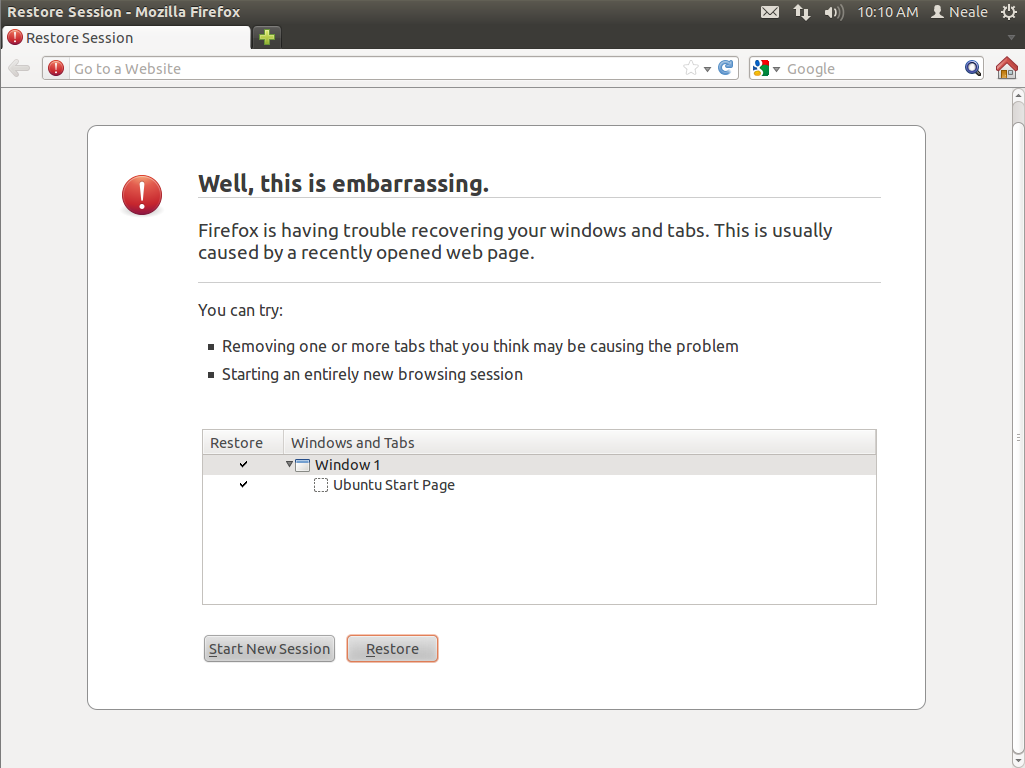 Restore Session - Mozilla Firefox
10:10 AM Neale
Restore Session
Go to a Website
Google
Well, this is embarrassing.
Firefox is having trouble recovering your windows and tabs. This is usually
caused by a recently opened web page.
You can try:
Removing one or more tabs that you think may be causing the problem
Starting an entirely new browsing session
Restore Windows and Tabs
Window 1
Ubuntu Start Page
Start New Session Restore